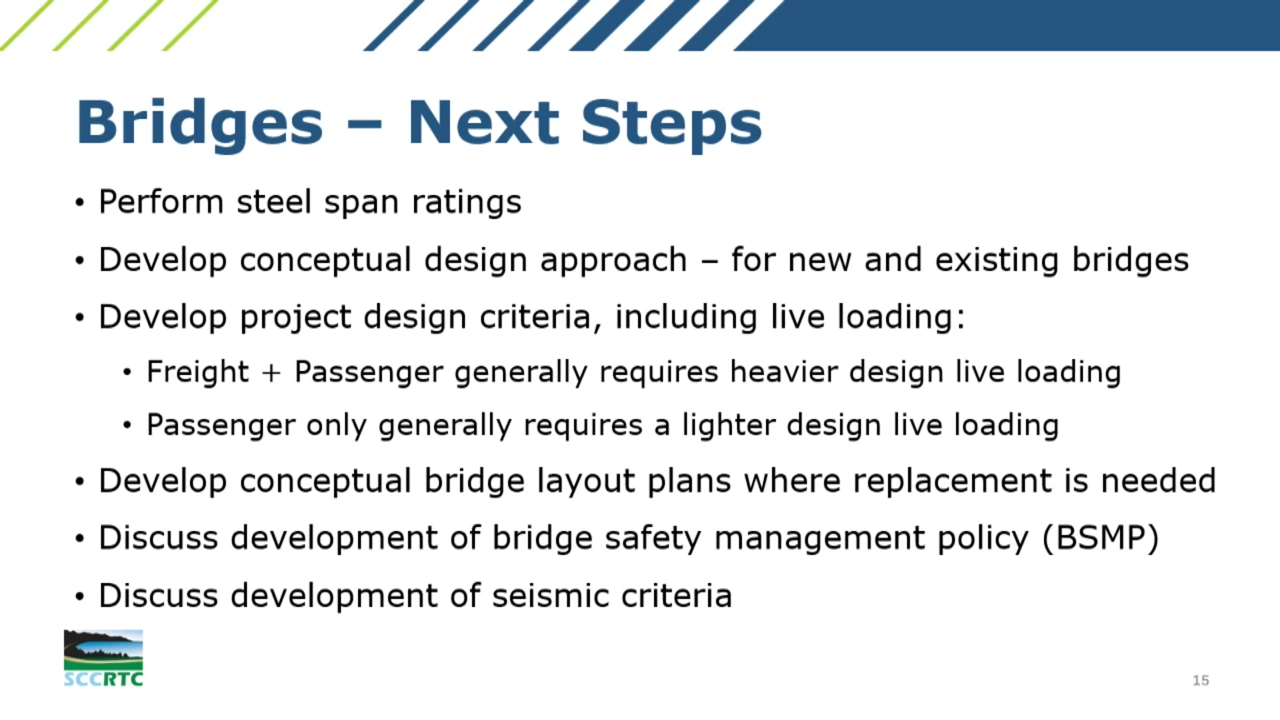 Bridges – Next Steps
• Perform steel span ratings
• Develop conceptual design approach – for new and existing bridges
• Develop project design criteria, including live loading:
• Freight + Passenger generally requires heavier design live loading
• Passenger only generally requires a lighter design live loading
• Develop conceptual bridge layout plans where replacement is needed
• Discuss development of bridge safety management policy (BSMP)
• Discuss development of seismic criteria
SCCRTC
15